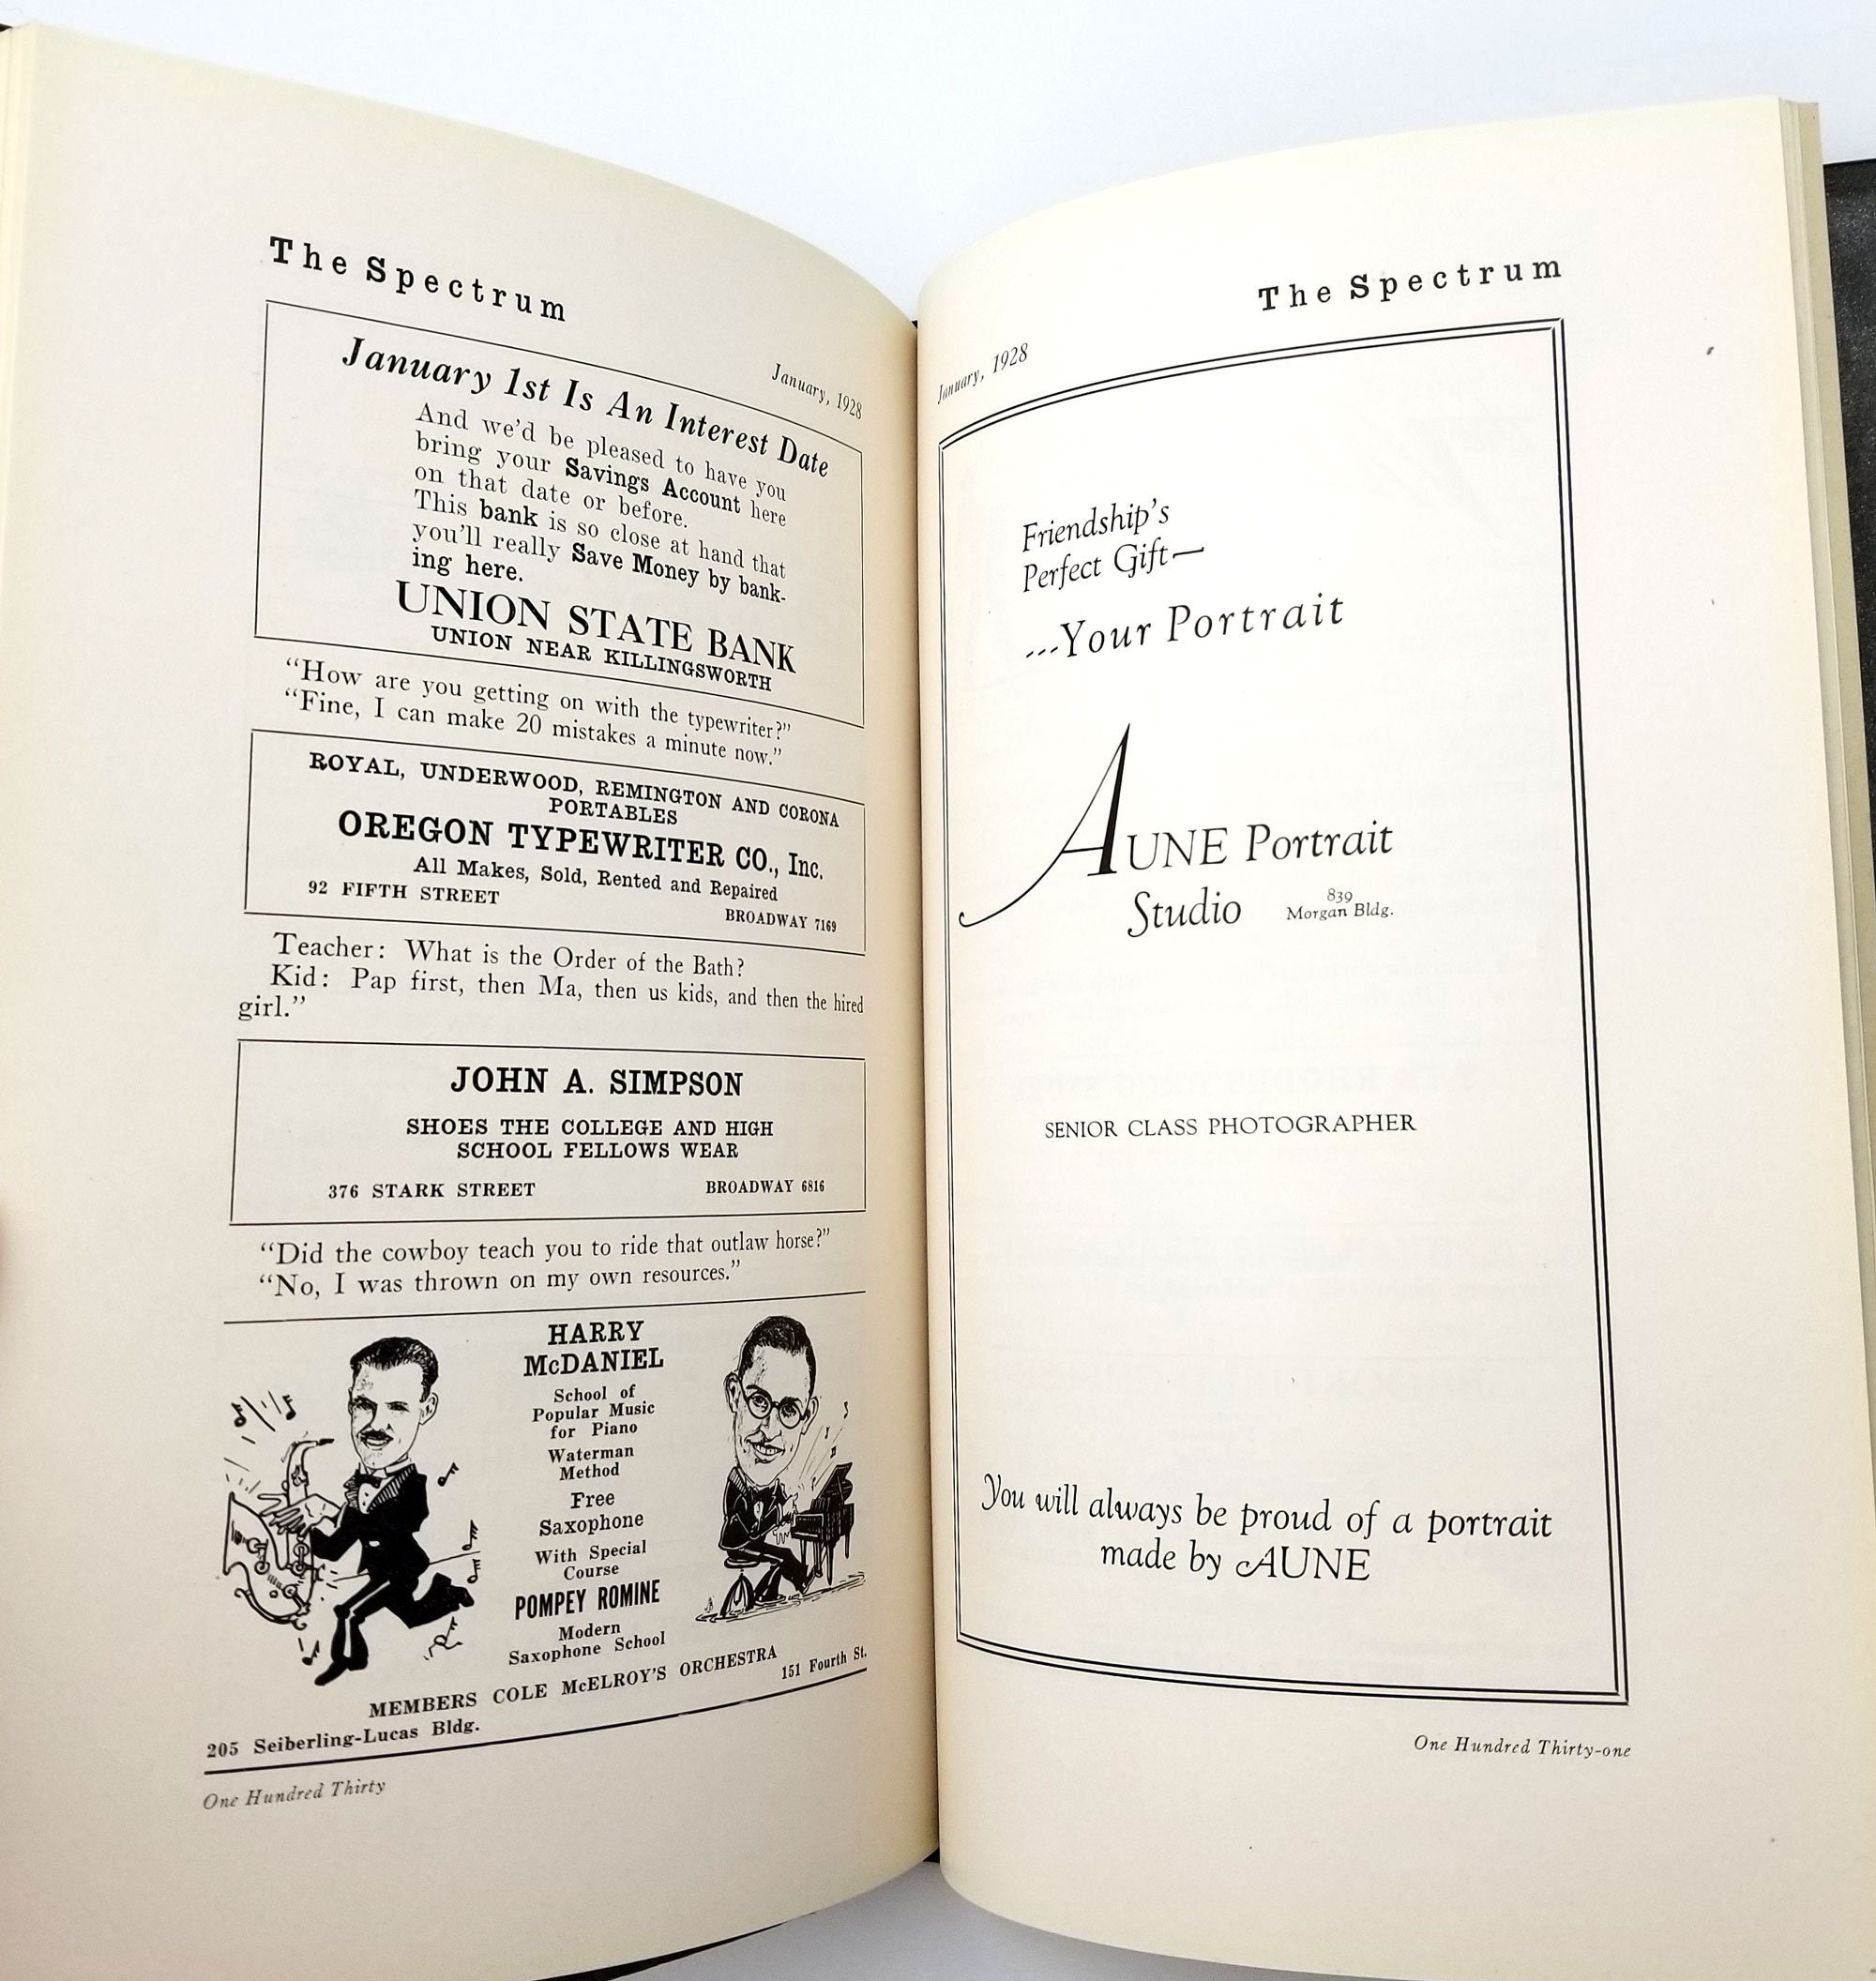 The Spectrum
January, 1928
January 1st Is An Interest Date
And we'd be pleased to have you
bring your Savings Account here
on that date or before.
This bank is so close at hand that
you'll really Save Money by bank-
ing here.
UNION STATE BANK
UNION NEAR KILLINGSWORTH
“How are you getting on with the typewriter?”
“Fine, I can make 20 mistakes a minute now.”
ROYAL, UNDERWOOD, REMINGTON AND CORONA
PORTABLES
OREGON TYPEWRITER CO., Inc.
All Makes, Sold, Rented and Repaired
92 FIFTH STREET
BROADWAY 7169
Teacher: What is the Order of the Bath?
Kid: Pap first, then Ma, then us kids, and then the hired
girl.”
JOHN A. SIMPSON
SHOES THE COLLEGE AND HIGH
SCHOOL FELLOWS WEAR
376 STARK STREET BROADWAY 6816
“Did the cowboy teach you to ride that outlaw horse?”
“No, I was thrown on my own resources.”
HARRY
McDANIEL
School of
Popular Music
for Piano
Waterman
Method
Free
Saxophone
With Special
Course
POMPEY ROMINE
Modern
Saxophone School
MEMBERS COLE McELROY'S ORCHESTRA
205 Seiberling-Lucas Bldg. 151 Fourth St.
One Hundred Thirty
The Spectrum
January, 1928
Friendship's
Perfect Gift—
...Your Portrait
AUNE Portrait
Studio
839
Morgan Bldg.
SENIOR CLASS PHOTOGRAPHER
You will always be proud of a portrait
made by AUNE
One Hundred Thirty-one